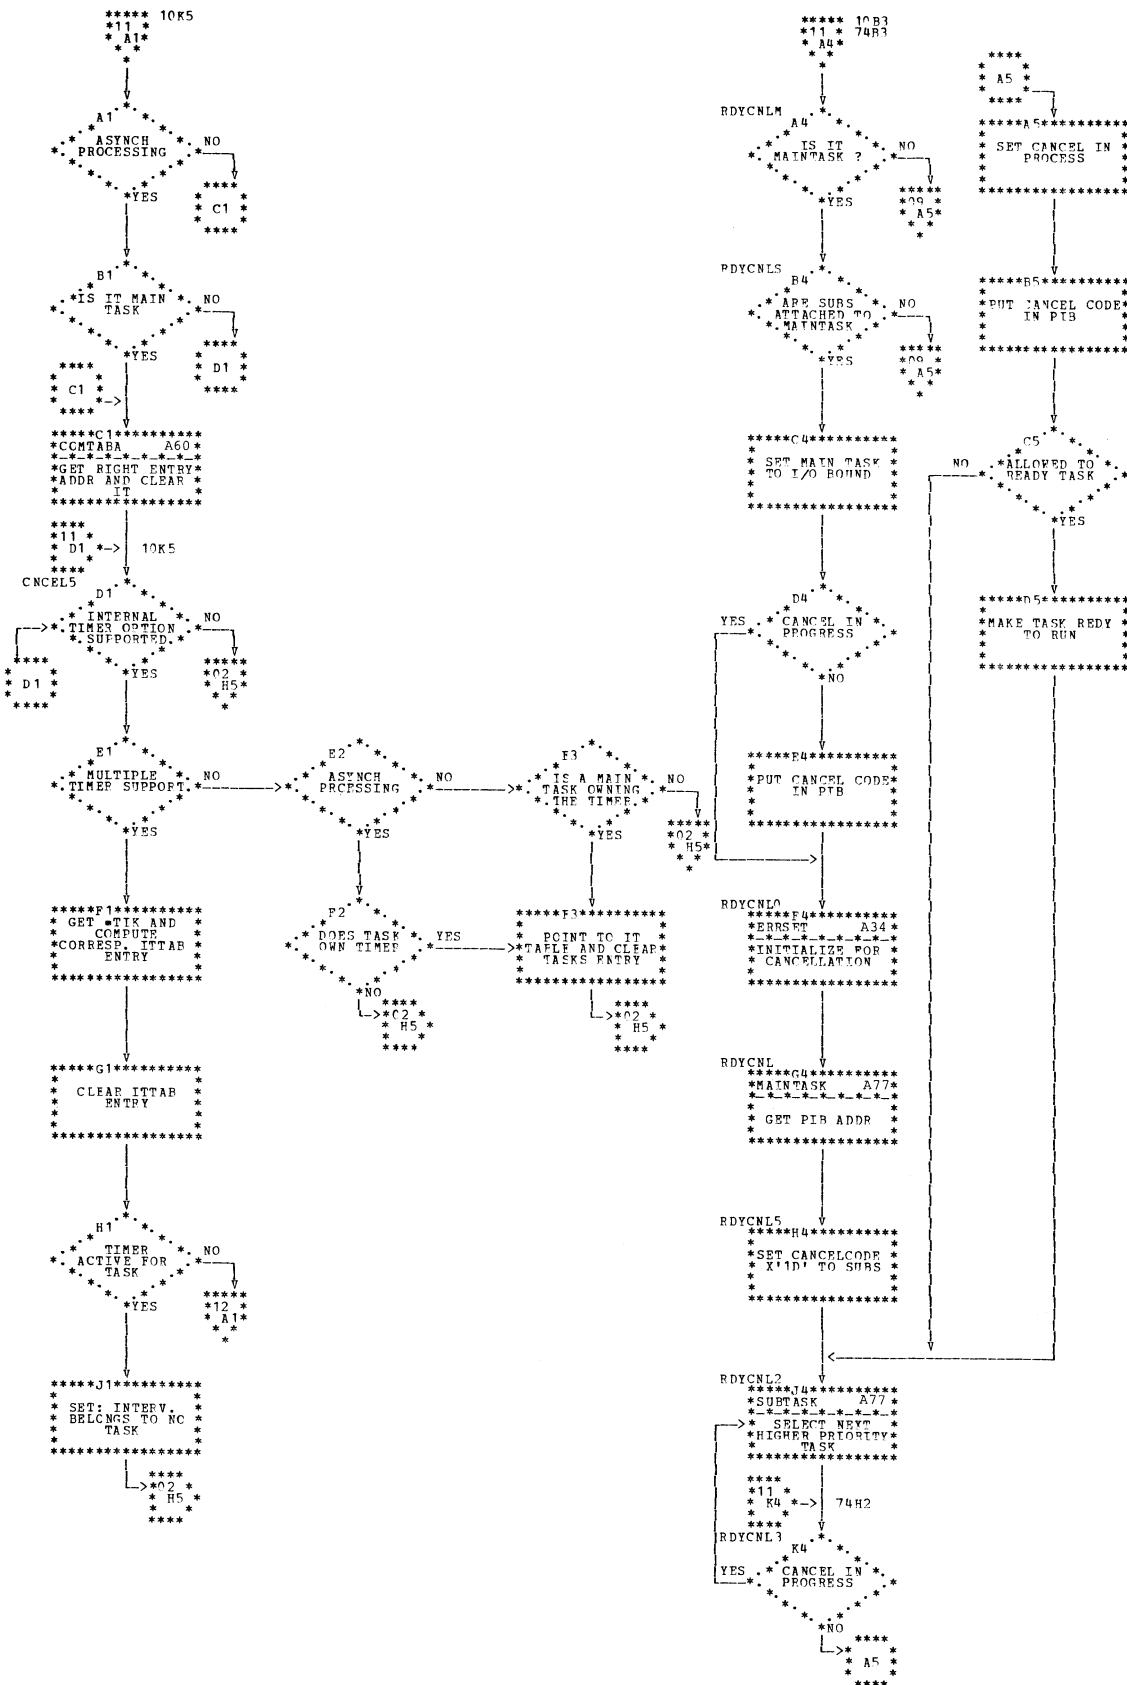 10K5
11
A1
A1
ASYNCH
PROCESSING
NO
YES
C1
B1
IS IT MAIN
TASK
NO
YES
D1
C1
C1
COMTABA A60
GET RIGHT ENTRY
ADDR AND CLEAR
IT
11
D1
10K5
CNCEL5
D1
INTERNAL
TIMER OPTION
SUPPORTED.
NO
YES
D1
02
H5
E1
MULTIPLE
TIMER SUPPORT.
NO
YES
F1
COMPUTE
CORRESP. ITTAB
ENTRY
G1
CLEAR ITTAB
ENTRY
H1
TIMER
ACTIVE FOR
TASK
NO
YES
12
A1
J1
SET: INTERV.
BELONGS TO NO
TASK
02
H5
E2
ASYNCH
PRCESSING
NO
YES
F2
DOES TASK
OWN TIMER
YES
NO
02
H5
E3
IS A MAIN
TASK OWNING
THE TIMER.
NO
YES
02
H5
F3
POINT TO IT
TABLE AND CLEAR
TASKS ENTRY
02
H5
10B3
74B3
11
A4
RDYCNLM
A4
IS IT
MAINTASK ?
NO
YES
09
A5
RDYCNLS
B4
ARE SUBS
ATTACHED TO
MAINTASK
NO
YES
09
A5
C4
SET MAIN TASK
TO I/O BOUND
D4
CANCEL IN
PROGRESS
YES
NO
E4
PUT CANCEL CODE
IN PIB
RDYCNL0
F4
ERRSET A34
INITIALIZE FOR
CANCELLATION
RDYCNL
G4
MAINTASK A77
GET PIB ADDR
RDYCNL5
H4
SET CANCELCODE
X'1D' TO SUBS
RDYCNL2
J4
SUBTASK A77
SELECT NEXT
HIGHER PRIORITY
TASK
11
K4
74H2
RDYCNL3
K4
CANCEL IN
PROGRESS
YES
NO
A5
A5
A5
SET CANCEL IN
PROCESS
B5
PUT CANCEL CODE
IN PIB
C5
ALLOWED TO
READY TASK
NO
YES
D5
MAKE TASK REDY
TO RUN